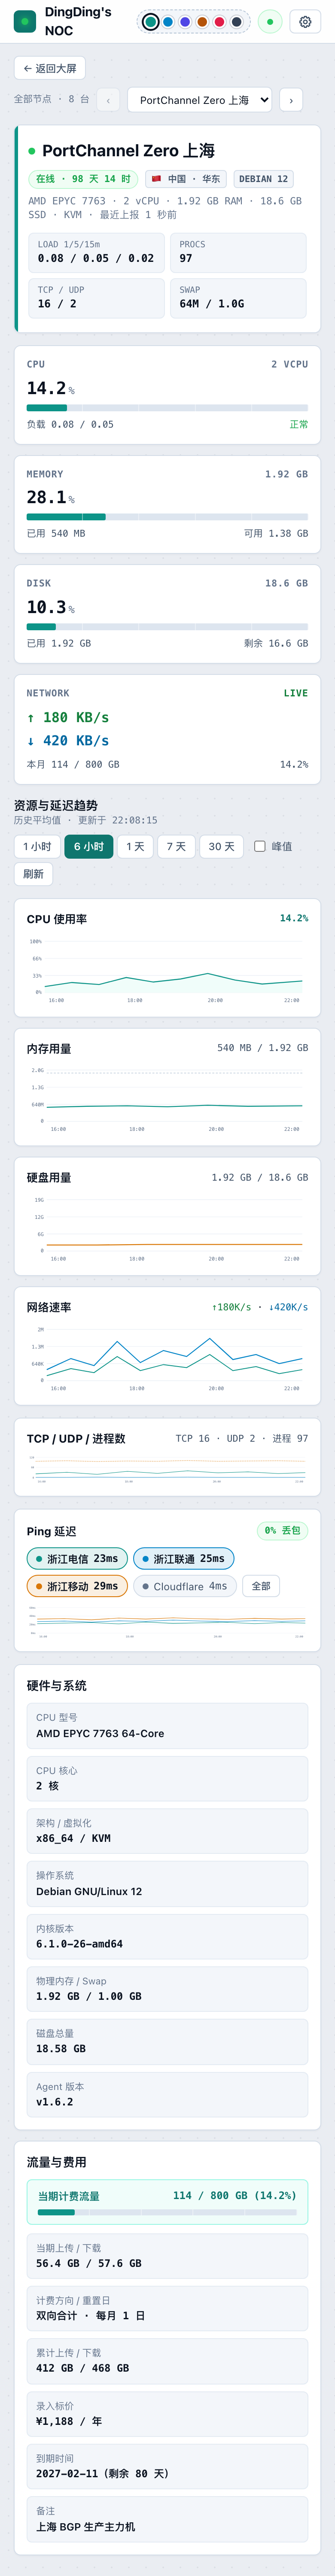 DingDing's
NOC
← 返回大屏
全部节点 · 8 台
‹
PortChannel Zero 上海
›
PortChannel Zero 上海
在线 · 98 天 14 时
中国 · 华东
DEBIAN 12
AMD EPYC 7763 · 2 vCPU · 1.92 GB RAM · 18.6 GB
SSD · KVM · 最近上报 1 秒前
LOAD 1/5/15m
0.08 / 0.05 / 0.02
PROCS
97
TCP / UDP
16 / 2
SWAP
64M / 1.0G
CPU
2 VCPU
14.2%
负载 0.08 / 0.05
正常
MEMORY
1.92 GB
28.1%
已用 540 MB
可用 1.38 GB
DISK
18.6 GB
10.3%
已用 1.92 GB
剩余 16.6 GB
NETWORK
LIVE
↑ 180 KB/s
↓ 420 KB/s
本月 114 / 800 GB
14.2%
资源与延迟趋势
历史平均值 · 更新于 22:08:15
1 小时
6 小时
1 天
7 天
30 天
峰值
刷新
CPU 使用率
14.2%
100%
66%
33%
0%
16:00 18:00 20:00 22:00
内存用量
540 MB / 1.92 GB
2.0G
1.3G
640M
0
16:00 18:00 20:00 22:00
硬盘用量
1.92 GB / 18.6 GB
19G
12G
6G
0
16:00 18:00 20:00 22:00
网络速率
↑180K/s · ↓420K/s
2M
1.3M
640K
0
16:00 18:00 20:00 22:00
TCP / UDP / 进程数
TCP 16 · UDP 2 · 进程 97
Ping 延迟
0% 丢包
浙江电信 23ms
浙江联通 25ms
浙江移动 29ms
Cloudflare 4ms
全部
硬件与系统
CPU 型号
AMD EPYC 7763 64-Core
CPU 核心
2 核
架构 / 虚拟化
x86_64 / KVM
操作系统
Debian GNU/Linux 12
内核版本
6.1.0-26-amd64
物理内存 / Swap
1.92 GB / 1.00 GB
磁盘总量
18.58 GB
Agent 版本
v1.6.2
流量与费用
当期计费流量
114 / 800 GB (14.2%)
当期上传 / 下载
56.4 GB / 57.6 GB
计费方向 / 重置日
双向合计 · 每月 1 日
累计上传 / 下载
412 GB / 468 GB
录入标价
¥1,188 / 年
到期时间
2027-02-11 (剩余 80 天)
备注
上海 BGP 生产主力机